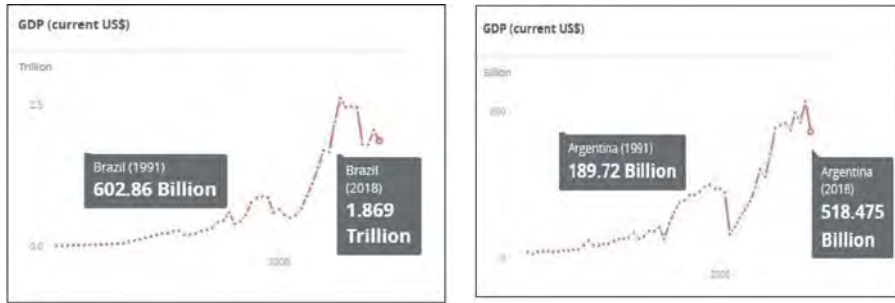 GDP (current US$)
Trillion
2.5
Brazil (1991)
602.86 Billion
Brazil
(2018)
1.869
Trillion
0.0
2000
GDP (current US$)
Billion
600
Argentina (1991)
189.72 Billion
Argentina
(2018)
518.475
Billion
0
2000